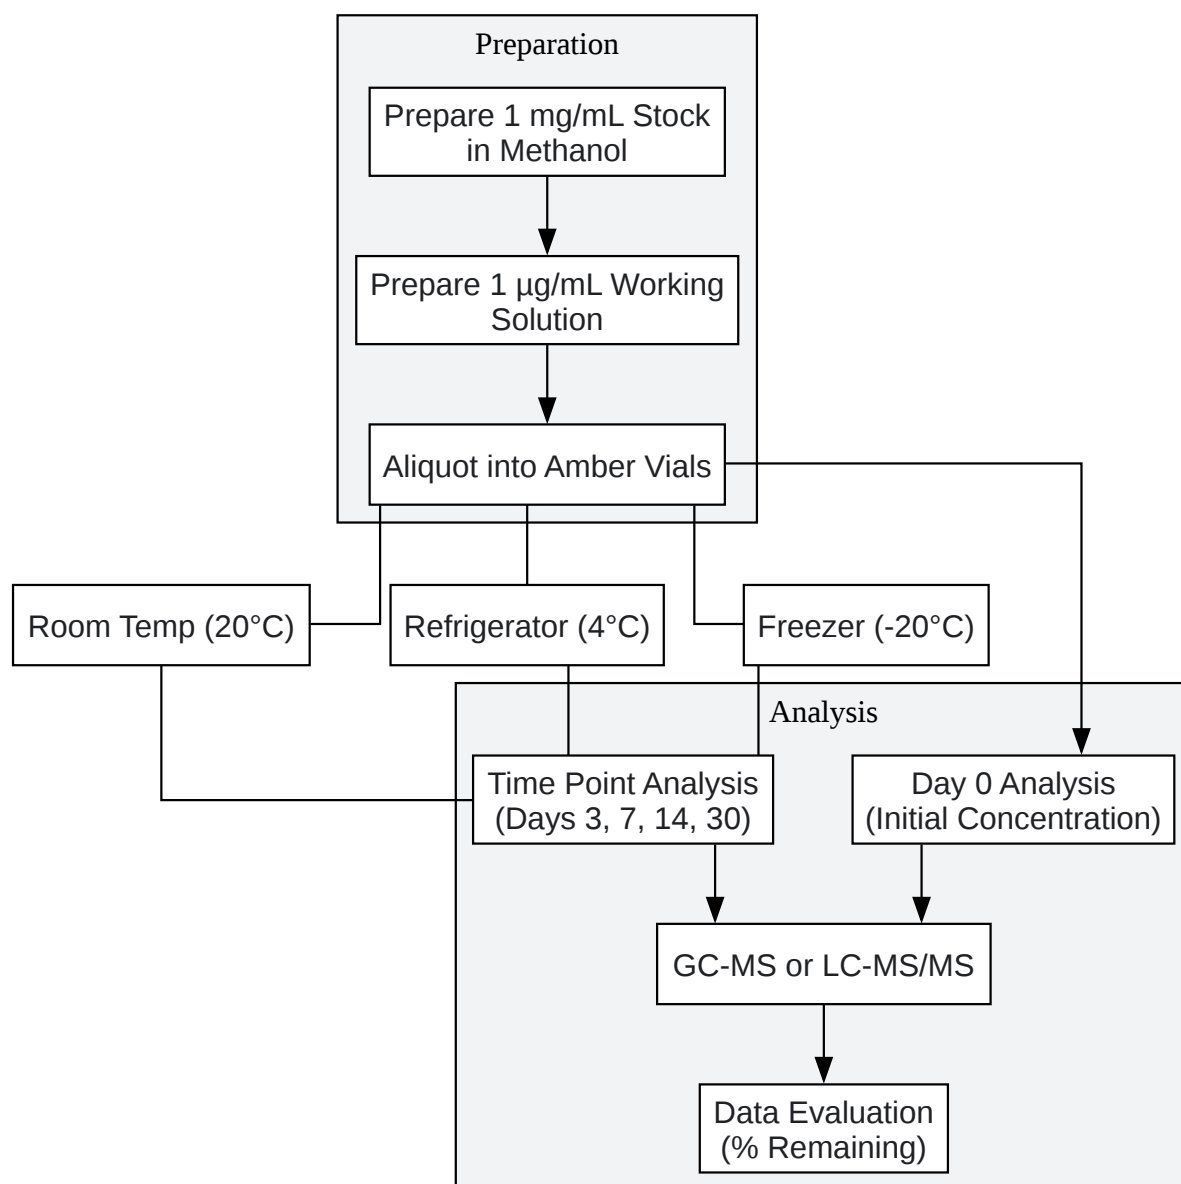 Preparation
Prepare 1 mg/mL Stock
in Methanol
Prepare 1 µg/mL Working
Solution
Aliquot into Amber Vials
Room Temp (20°C)
Refrigerator (4°C)
Freezer (-20°C)
Analysis
Time Point Analysis
(Days 3, 7, 14, 30)
Day 0 Analysis
(Initial Concentration)
GC-MS or LC-MS/MS
Data Evaluation
(% Remaining)